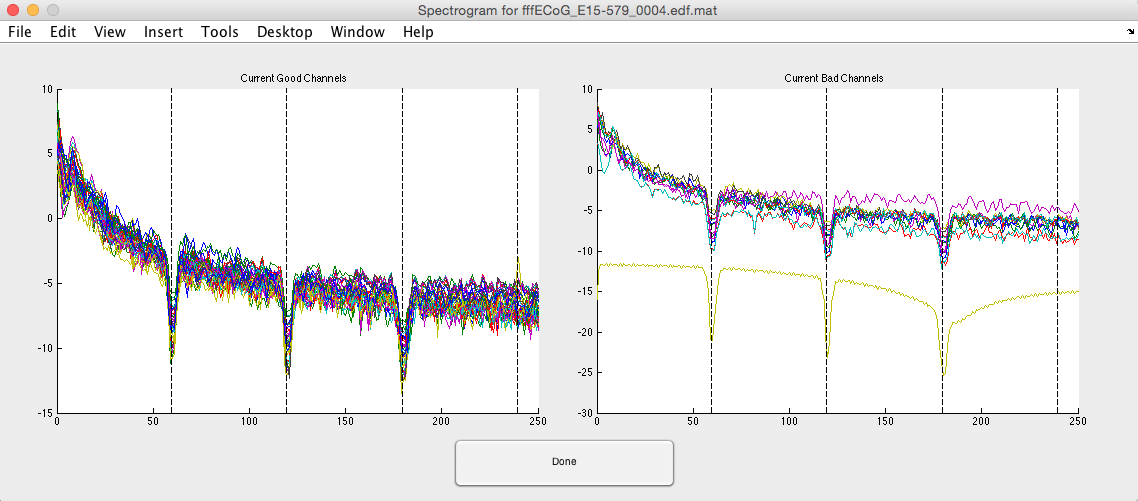 Spectrogram for fffECoG_E15-579_0004.edf.mat
File Edit View Insert Tools Desktop Window Help
Current Good Channels
10
5
0
-5
-10
-15
0 50 100 150 200 250
Current Bad Channels
10
5
0
-5
-10
-15
-20
-25
-30
0 50 100 150 200 250
Done